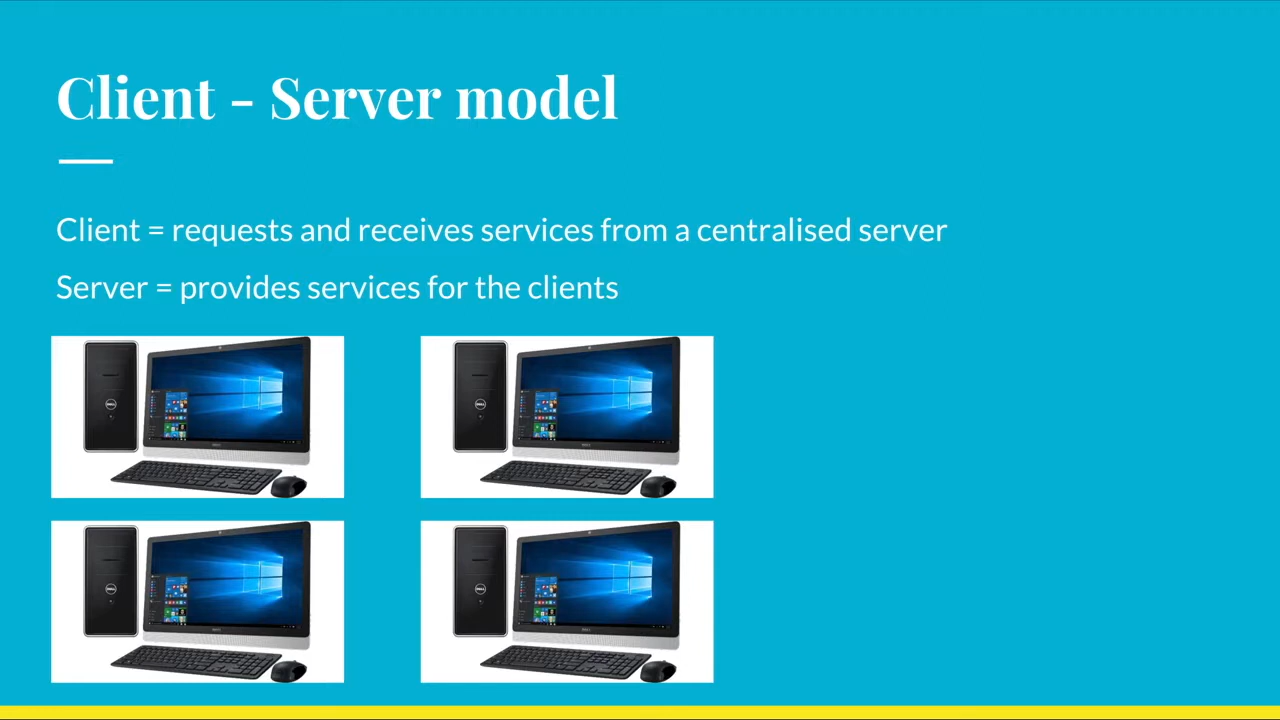 Client - Server model
Client = requests and receives services from a centralised server
Server = provides services for the clients